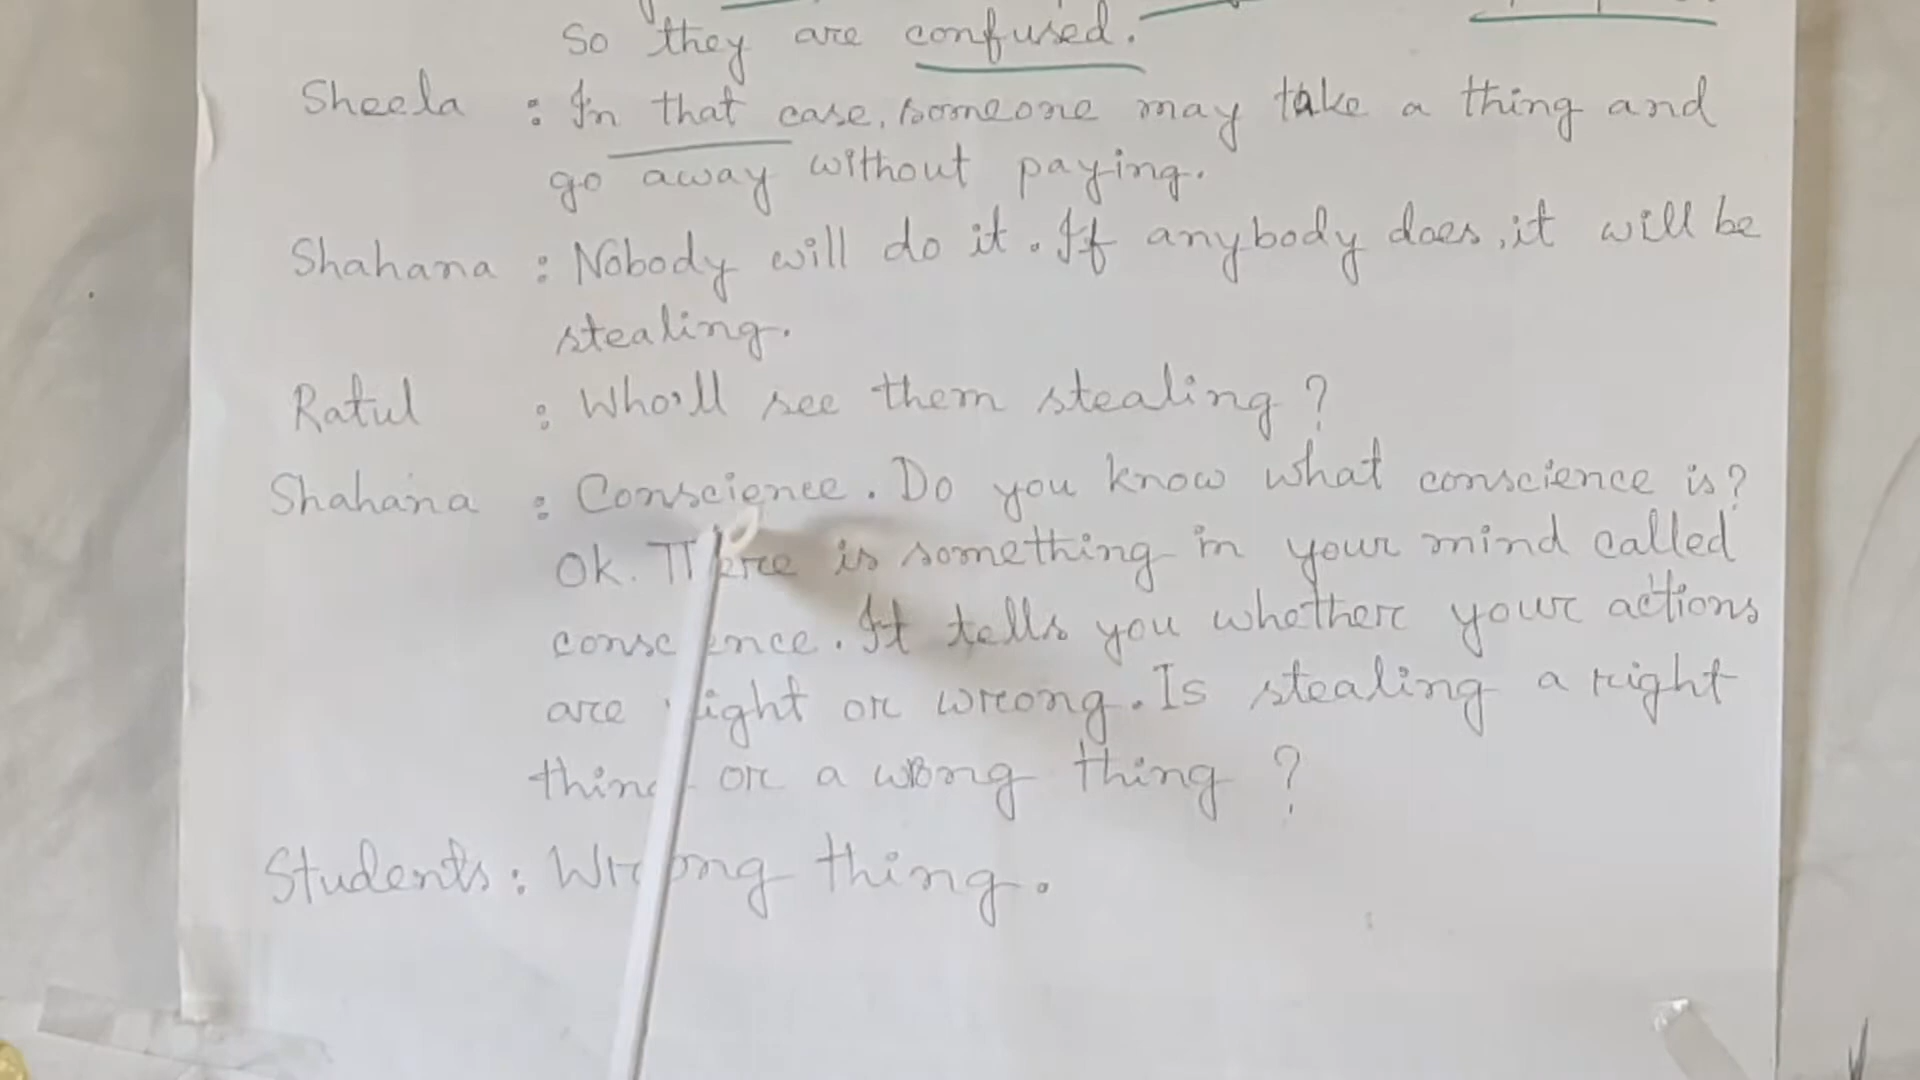 so they are confused.
Sheela : In that case, someone may take a thing and
go away without paying.
Shahana : Nobody will do it. If anybody does, it will be
stealing.
Ratul : Who'll see them stealing?
Shahana : Conscience. Do you know what conscience is?
Ok. There is something in your mind called
conscience. It tells you whether your actions
are right or wrong. Is stealing a right
thing or a wrong thing?
Students : Wrong thing.